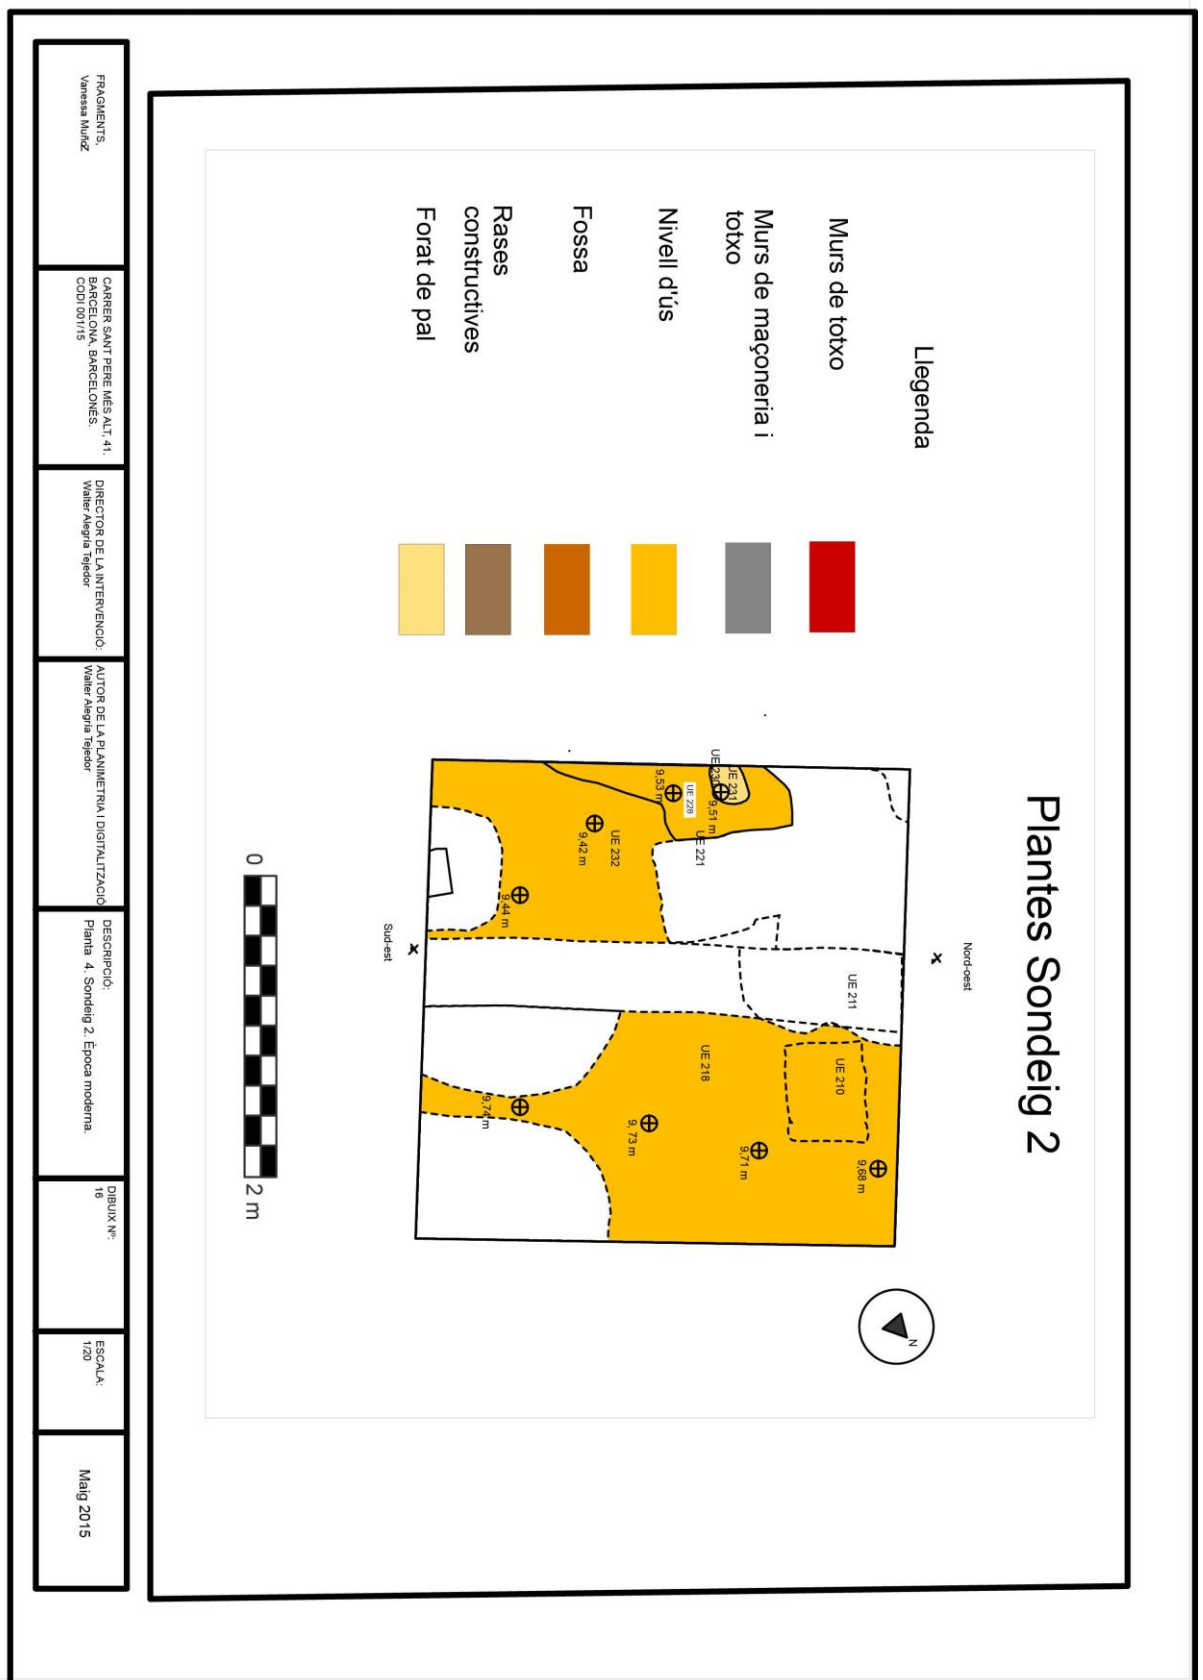 Plantes Sondeig 2
Llegenda
Murs de totxo
Murs de maçoneria i
totxo
Nivell d'ús
Fossa
Rases
constructives
Forat de pal
Nord-oest
N
UE 211
UE 210
9,68 m
UE 231
UE 230
9,51 m
UE 228
9,53 m
UE 221
UE 218
9,71 m
9, 73 m
UE 232
9,42 m
9,44 m
9,74 m
Sud-est
0
2 m
FRAGMENTS,
Vanessa Muñoz
CARRER SANT PERE MÉS ALT, 41.
BARCELONA, BARCELONÈS.
CODI 001/15
DIRECTOR DE LA INTERVENCIÓ:
Walter Alegría Tejedor
AUTOR DE LA PLANIMETRIA I DIGITALITZACIÓ
Walter Alegría Tejedor
DESCRIPCIÓ:
Planta 4. Sondeig 2. Època moderna.
DIBUIX Nº:
16
ESCALA:
1/20
Maig 2015